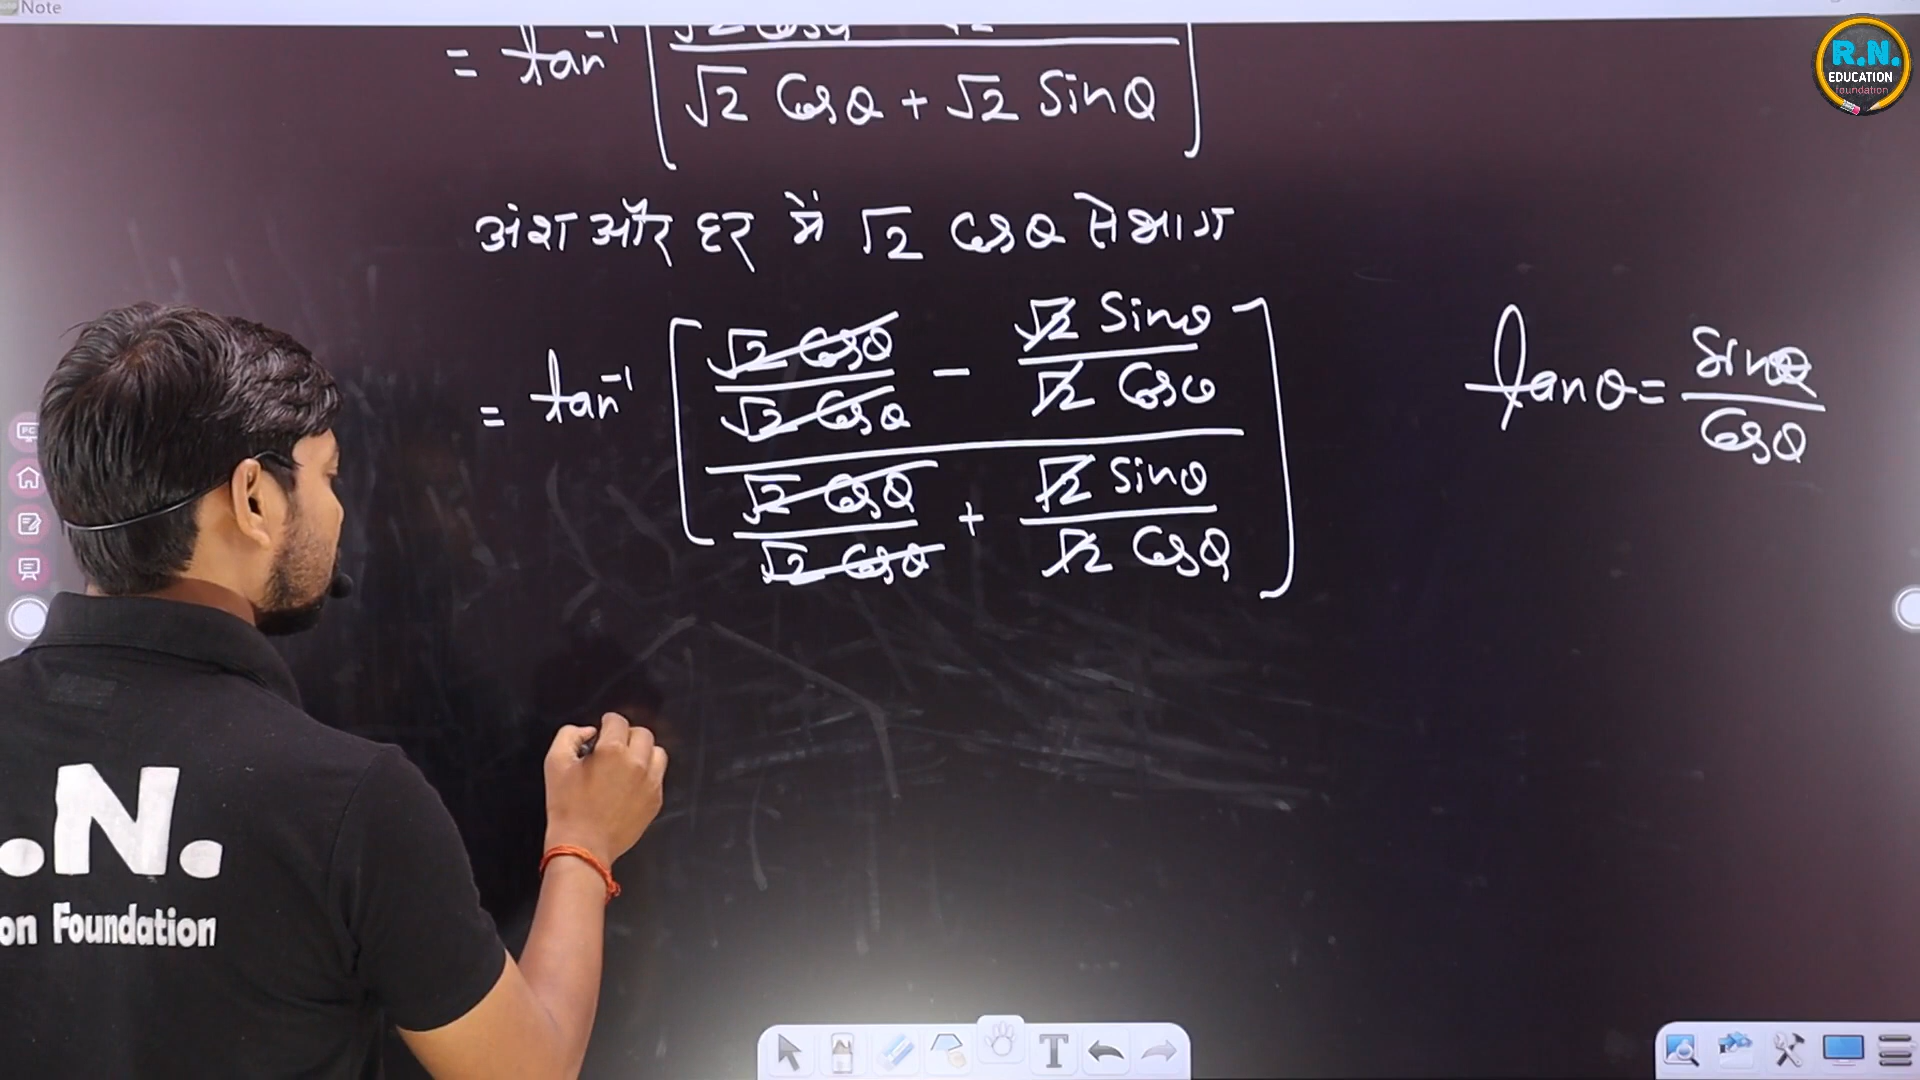 Note
R.N.
EDUCATION
foundation
= tan⁻¹ [
√2 Cosθ + √2 Sinθ ]
अंश और हर में √2 Cosθ से भाग
= tan⁻¹ [ (√2 Cosθ / √2 Cosθ - √2 Sinθ / √2 Cosθ) / (√2 Cosθ / √2 Cosθ + √2 Sinθ / √2 Cosθ) ]
tanθ = Sinθ / Cosθ
.N.
on Foundation